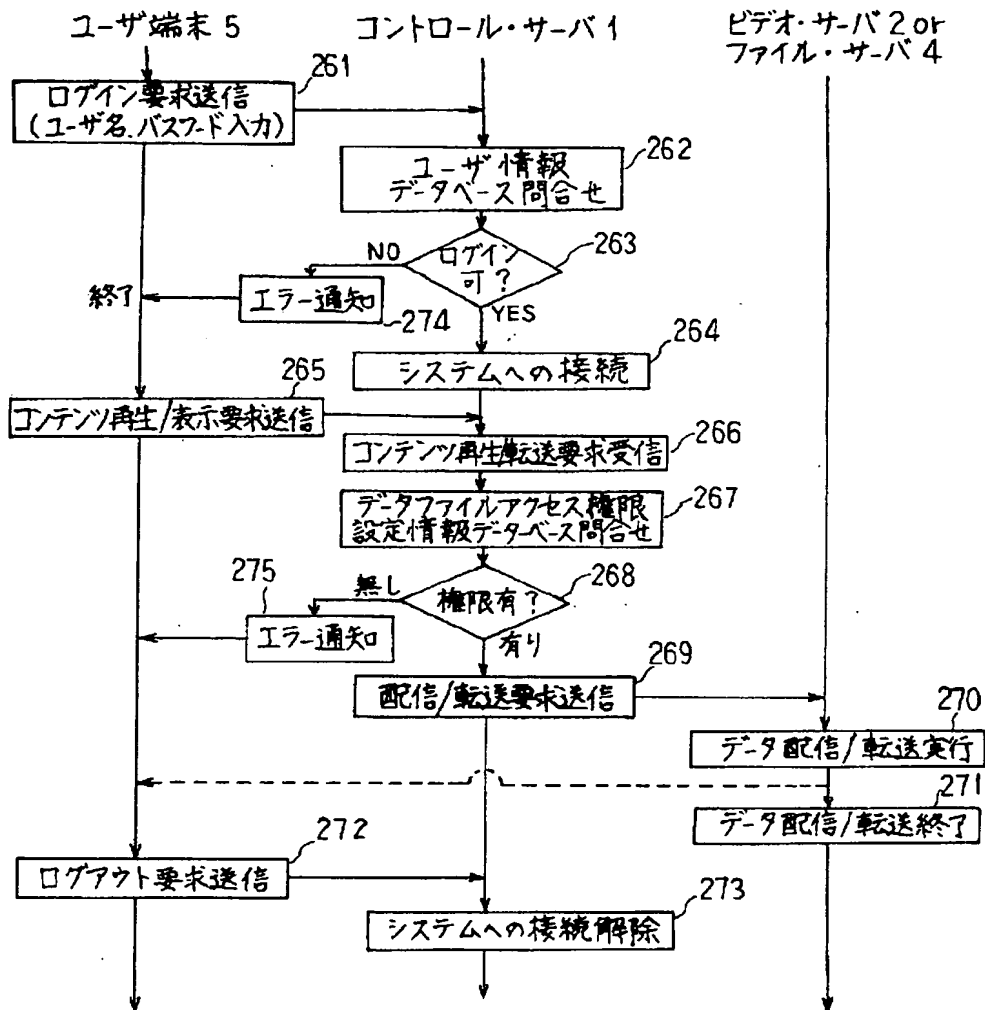 ユーザ端末 5
コントロール・サーバ 1
ビデオ・サーバ 2 or
ファイル・サーバ 4
261
ログイン要求送信
(ユーザ名、パスワード入力)
262
ユーザ情報
データベース問合せ
263
ログイン
可?
NO
YES
エラー通知
274
終了
264
システムへの接続
265
コンテンツ再生/表示要求送信
266
コンテンツ再生/転送要求受信
267
データファイルアクセス権限
設定情報データーベース問合せ
268
権限有?
無し
有り
275
エラー通知
269
配信/転送要求送信
270
データ配信/転送実行
271
データ配信/転送終了
272
ログアウト要求送信
273
システムへの接続解除